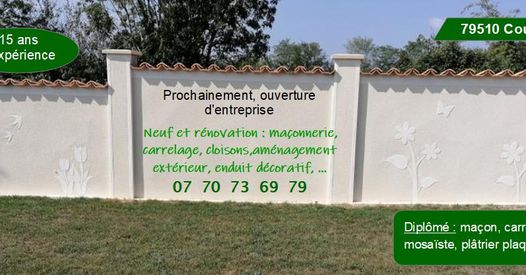 15 ans
79510 Cou
xpérience
Prochainement, ouverture
d'entreprise
Neuf et rénovation : maçonnerie,
carrelage, cloisons,aménagement
extérieur, enduit décoratif, ...
07 70 73 69 79
Diplômé : maçon, carr
mosaïste, plâtrier plaq